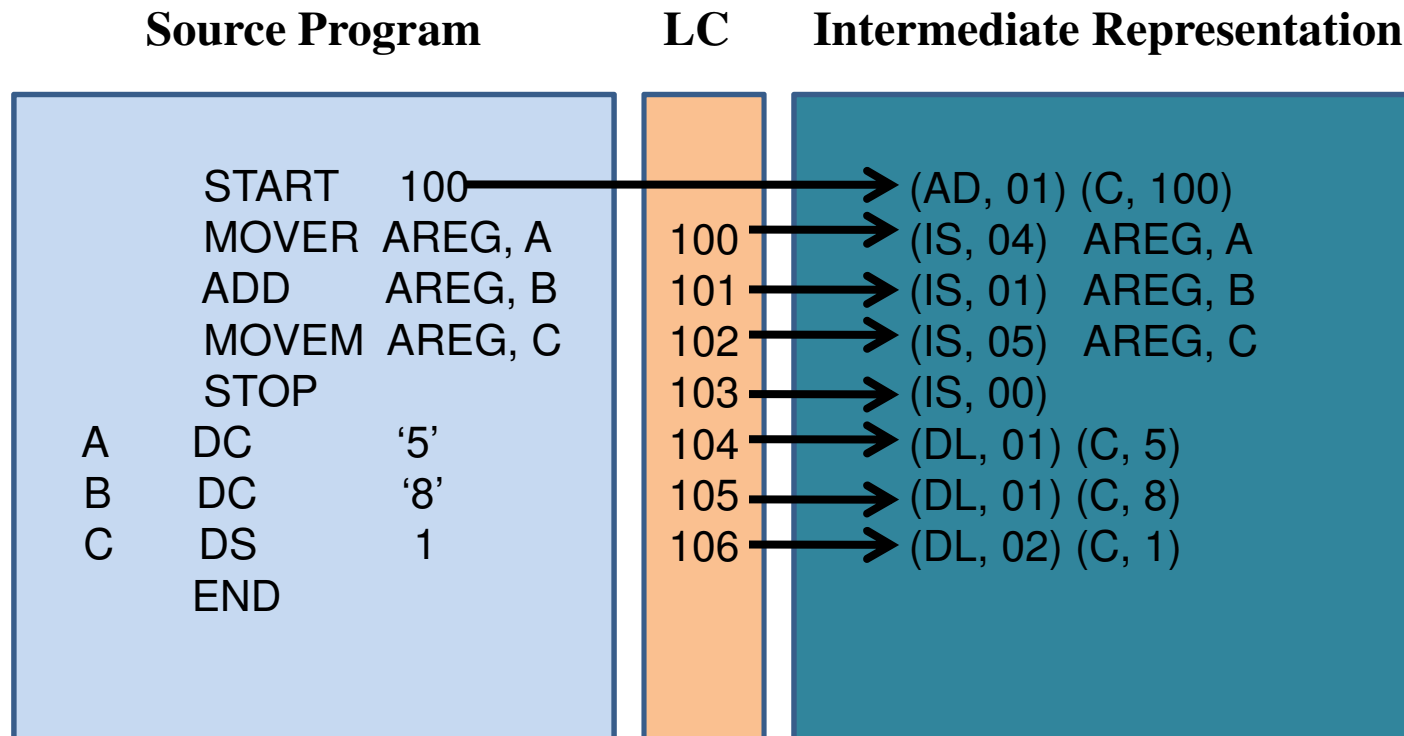 Source Program LC Intermediate Representation
START 100 (AD, 01) (C, 100)
MOVER AREG, A 100 (IS, 04) AREG, A
ADD AREG, B 101 (IS, 01) AREG, B
MOVEM AREG, C 102 (IS, 05) AREG, C
STOP 103 (IS, 00)
A DC ‘5’ 104 (DL, 01) (C, 5)
B DC ‘8’ 105 (DL, 01) (C, 8)
C DS 1 106 (DL, 02) (C, 1)
END